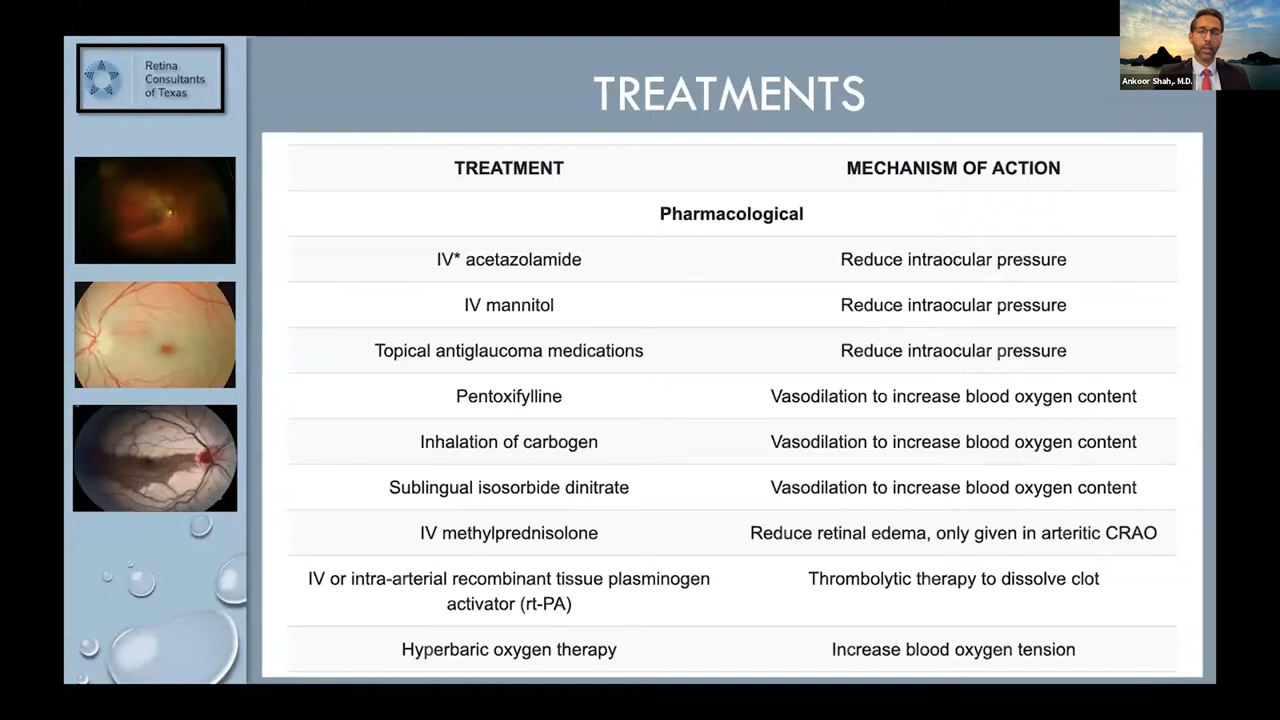 Retina
Consultants
of Texas
TREATMENTS
Ankoor Shah,. M.D.
TREATMENT MECHANISM OF ACTION
Pharmacological
IV* acetazolamide Reduce intraocular pressure
IV mannitol Reduce intraocular pressure
Topical antiglaucoma medications Reduce intraocular pressure
Pentoxifylline Vasodilation to increase blood oxygen content
Inhalation of carbogen Vasodilation to increase blood oxygen content
Sublingual isosorbide dinitrate Vasodilation to increase blood oxygen content
IV methylprednisolone Reduce retinal edema, only given in arteritic CRAO
IV or intra-arterial recombinant tissue plasminogen Thrombolytic therapy to dissolve clot
activator (rt-PA)
Hyperbaric oxygen therapy Increase blood oxygen tension